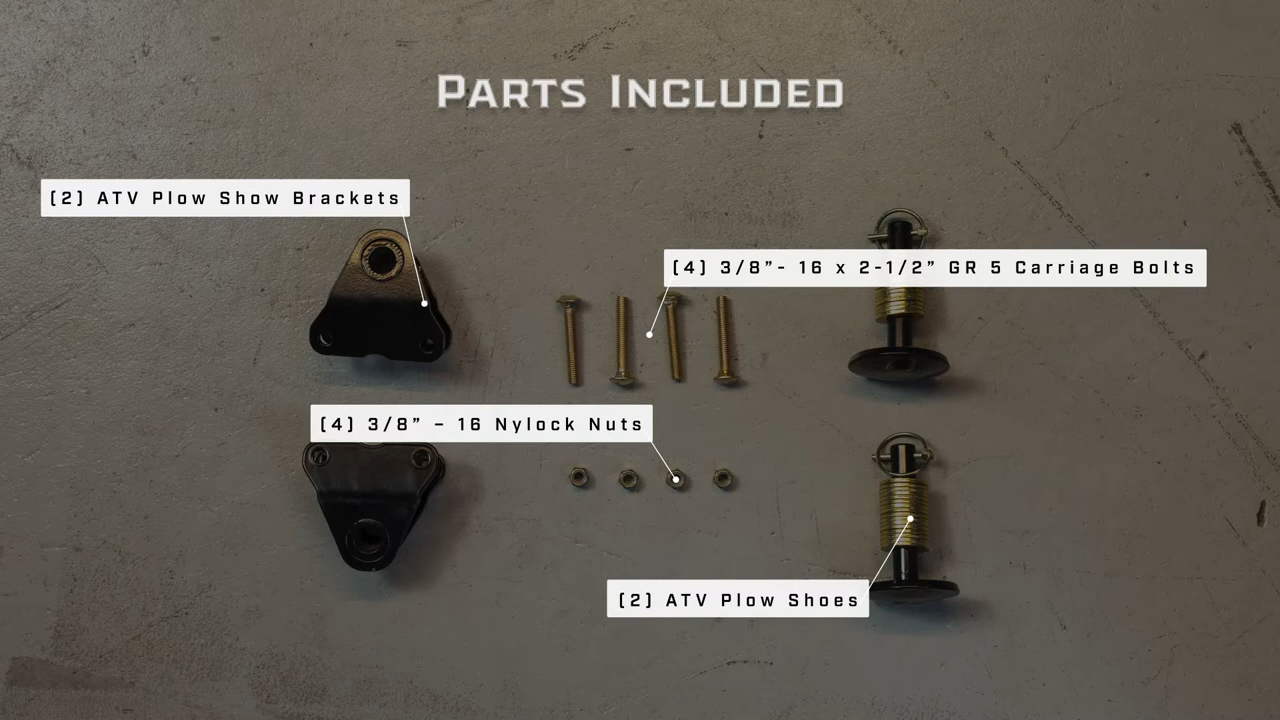 Parts Included
[2] ATV Plow Show Brackets
[4] 3/8”- 16 x 2-1/2” GR 5 Carriage Bolts
[4] 3/8” – 16 Nylock Nuts
[2] ATV Plow Shoes